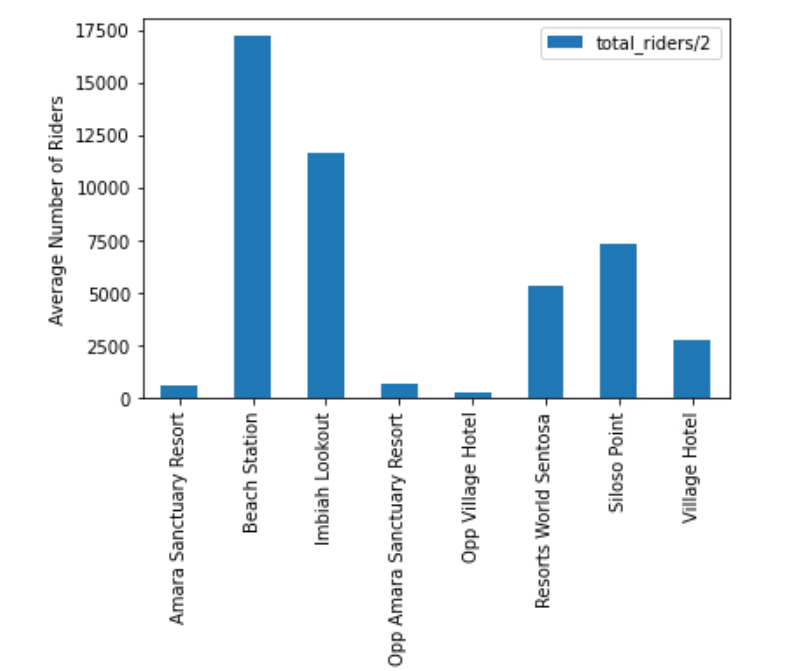 total_riders/2
Average Number of Riders
17500
15000
12500
10000
7500
5000
2500
0
Amara Sanctuary Resort
Beach Station
Imbiah Lookout
Opp Amara Sanctuary Resort
Opp Village Hotel
Resorts World Sentosa
Siloso Point
Village Hotel